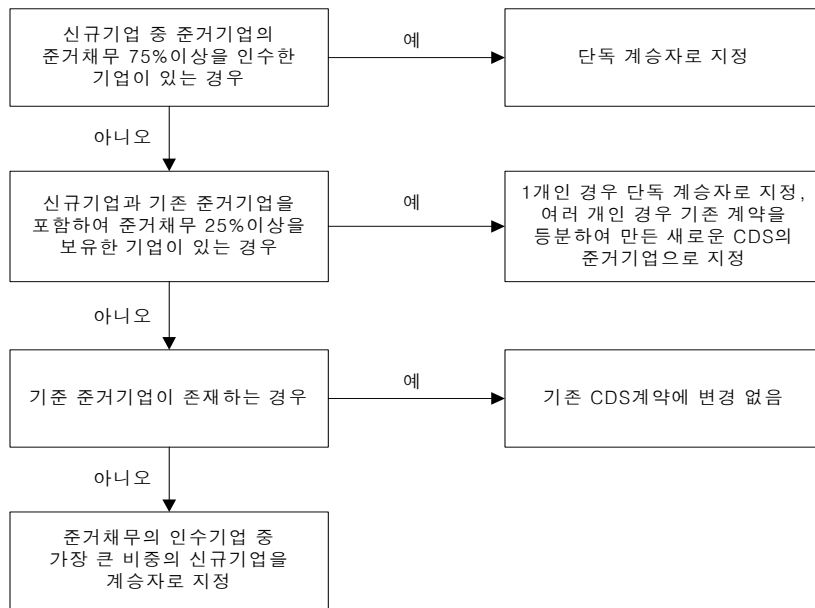 신규기업 중 준거기업의
준거채무 75%이상을 인수한
기업이 있는 경우
예
단독 계승자로 지정
아니오
신규기업과 기존 준거기업을
포함하여 준거채무 25%이상을
보유한 기업이 있는 경우
예
1개인 경우 단독 계승자로 지정,
여러 개인 경우 기존 계약을
등분하여 만든 새로운 CDS의
준거기업으로 지정
아니오
기준 준거기업이 존재하는 경우
예
기존 CDS계약에 변경 없음
아니오
준거채무의 인수기업 중
가장 큰 비중의 신규기업을
계승자로 지정